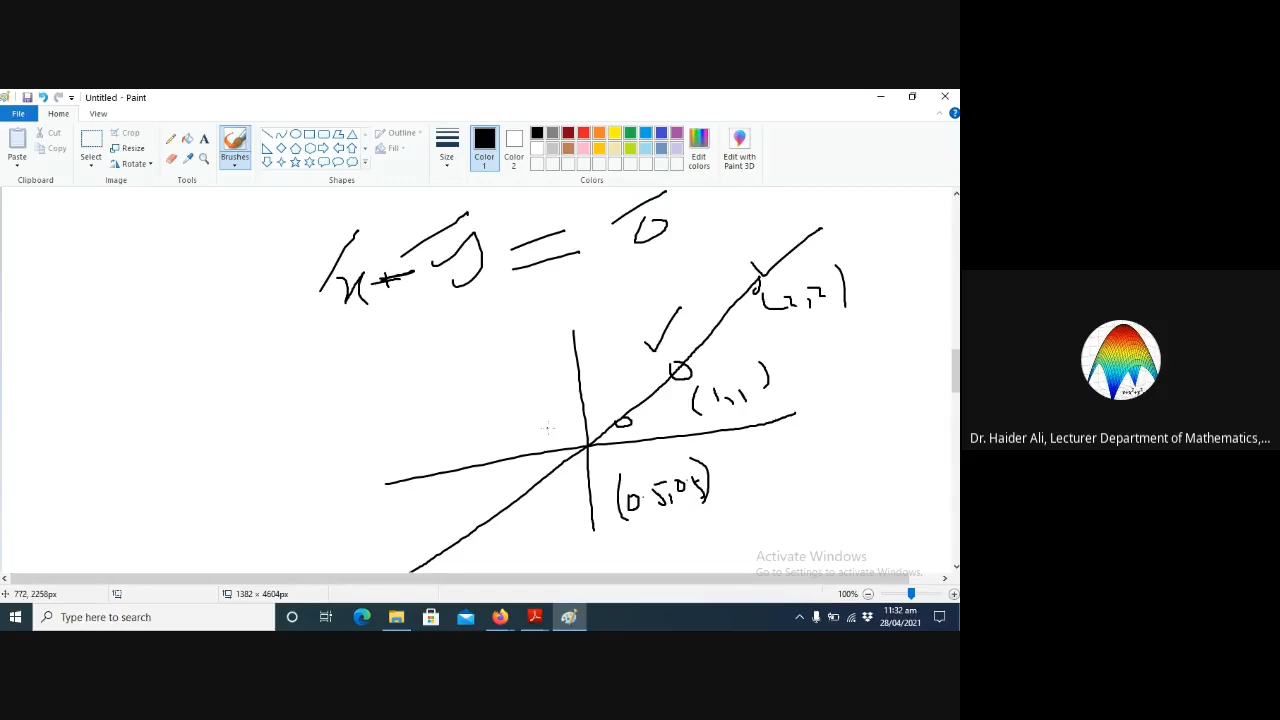 Untitled - Paint
File Home View
Paste Cut Copy Select Crop Resize Rotate Brushes Outline Fill Size Color 1 Color 2 Edit colors Edit with Paint 3D
Clipboard Image Tools Shapes Colors
x - y = 0
(2,2)
(1,1)
(0.5,0.5)
Dr. Haider Ali, Lecturer Department of Mathematics,...
Activate Windows
Go to Settings to activate Windows.
772, 2258px 1382 × 4604px 100%
Type here to search
11:32 am
28/04/2021